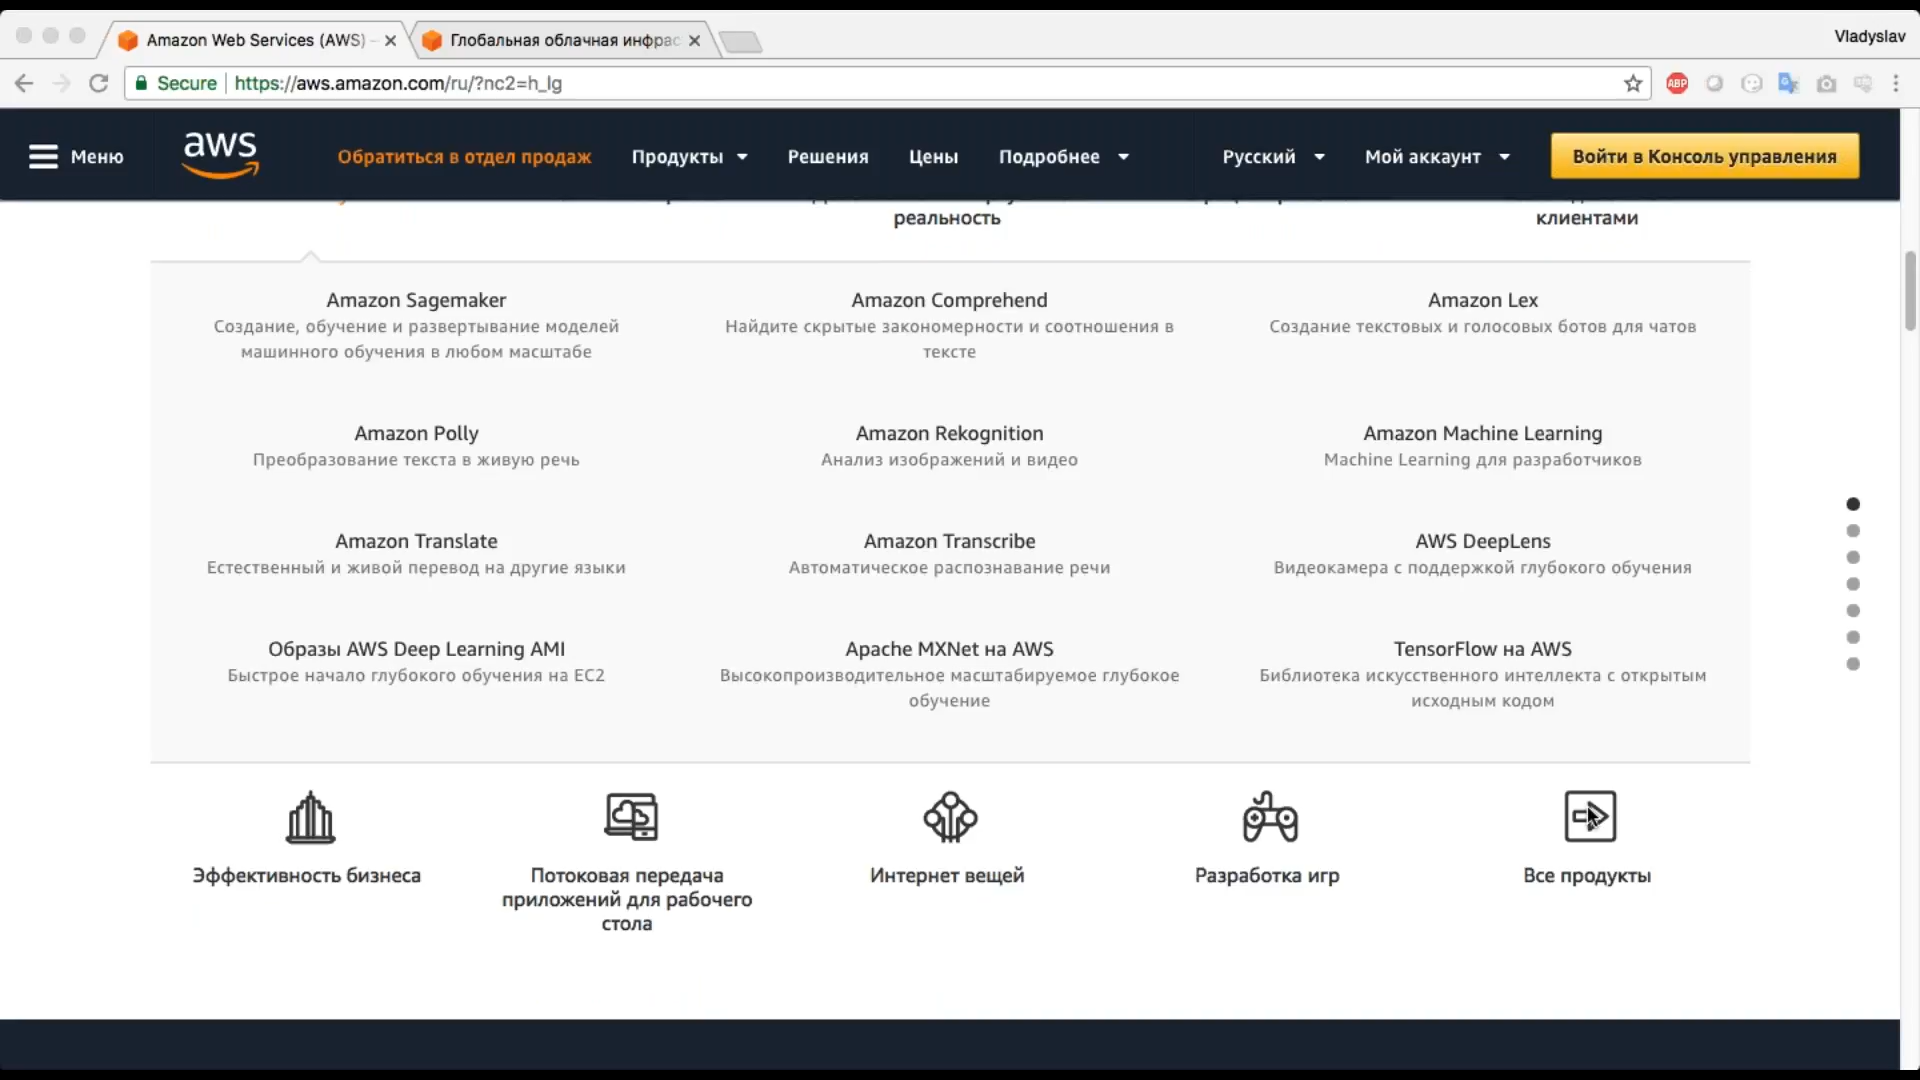 Amazon Web Services (AWS) -
Глобальная облачная инфрас
Vladyslav
Secure https://aws.amazon.com/ru/?nc2=h_lg
ABP
Меню
aws
Обратиться в отдел продаж
Продукты
Решения
Цены
Подробнее
Русский
Мой аккаунт
Войти в Консоль управления
реальность
клиентами
Amazon Sagemaker
Создание, обучение и развертывание моделей
машинного обучения в любом масштабе
Amazon Comprehend
Найдите скрытые закономерности и соотношения в
тексте
Amazon Lex
Создание текстовых и голосовых ботов для чатов
Amazon Polly
Преобразование текста в живую речь
Amazon Rekognition
Анализ изображений и видео
Amazon Machine Learning
Machine Learning для разработчиков
Amazon Translate
Естественный и живой перевод на другие языки
Amazon Transcribe
Автоматическое распознавание речи
AWS DeepLens
Видеокамера с поддержкой глубокого обучения
Образы AWS Deep Learning AMI
Быстрое начало глубокого обучения на EC2
Apache MXNet на AWS
Высокопроизводительное масштабируемое глубокое
обучение
TensorFlow на AWS
Библиотека искусственного интеллекта с открытым
исходным кодом
Эффективность бизнеса
Потоковая передача
приложений для рабочего
стола
Интернет вещей
Разработка игр
Все продукты